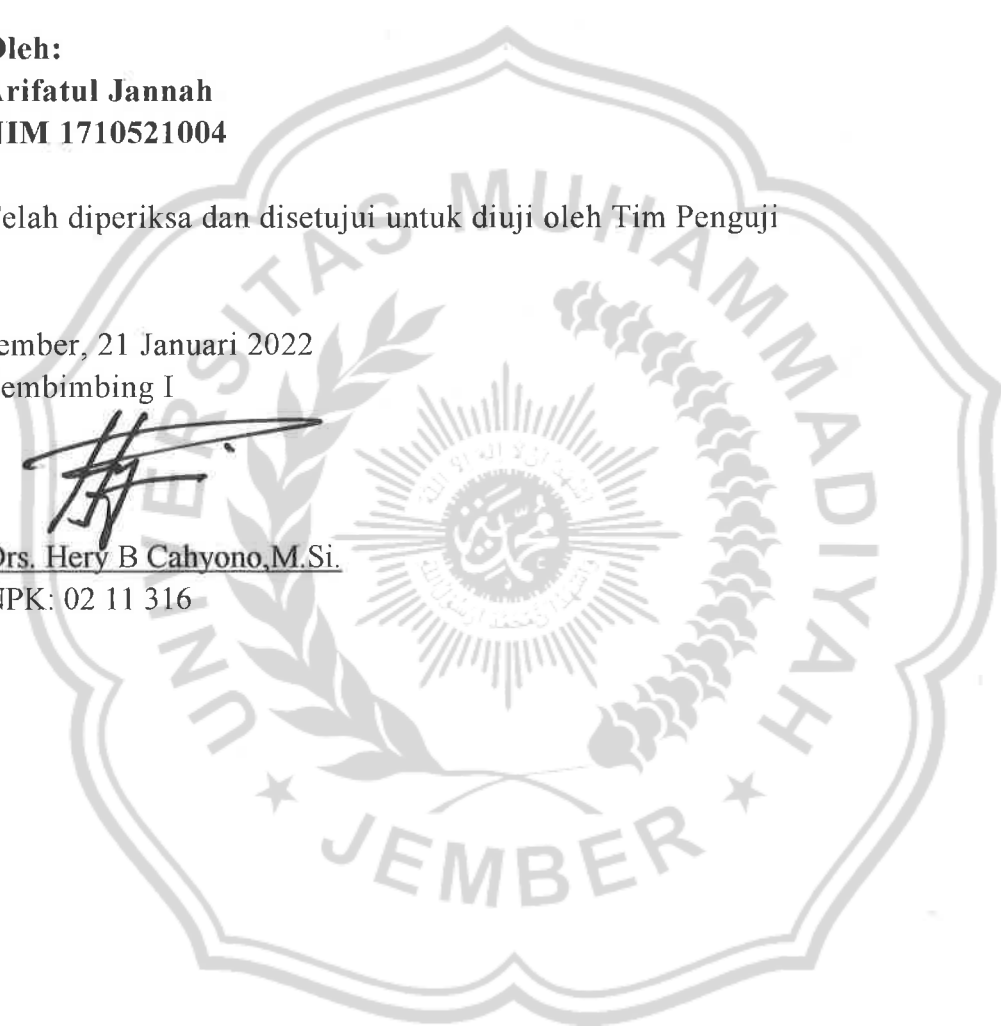 Oleh:
Arifatul Jannah
NIM 1710521004
Telah diperiksa dan disetujui untuk diuji oleh Tim Penguji
Jember, 21 Januari 2022
Pembimbing I
Drs. Hery B Cahyono,M.Si.
NPK: 02 11 316
UNIVERSITAS MUHAMMADIYAH
JEMBER